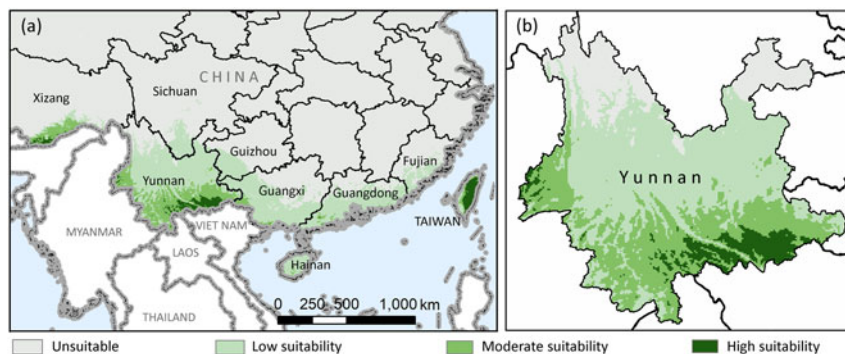 (a)
CHINA
Xizang
Sichuan
Guizhou
Fujian
Yunnan
Guangxi
Guangdong
TAIWAN
MYANMAR
VIET NAM
LAOS
Hainan
THAILAND
0 250 500 1,000 km
(b)
Yunnan
Unsuitable Low suitability Moderate suitability High suitability